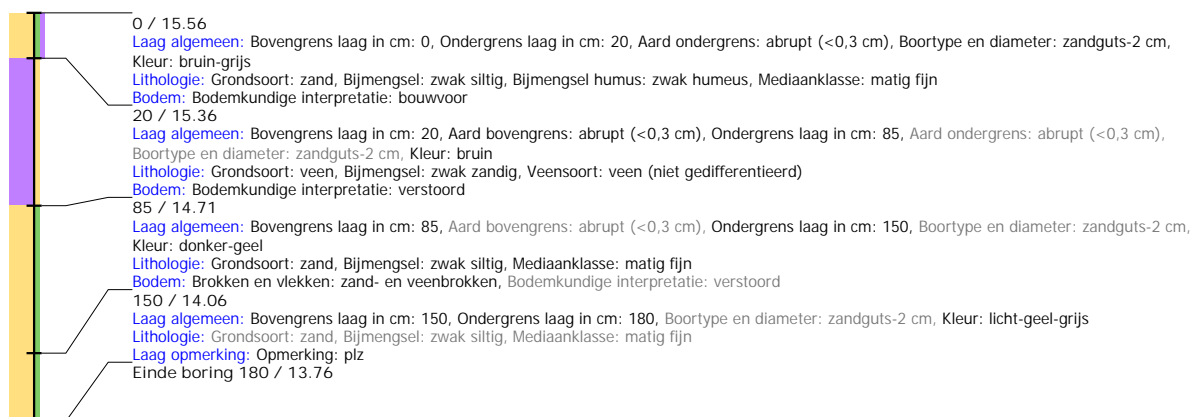 0 / 15.56
Laag algemeen: Bovengrens laag in cm: 0, Ondergrens laag in cm: 20, Aard ondergrens: abrupt (<0,3 cm), Boortype en diameter: zandguts-2 cm,
Kleur: bruin-grijs
Lithologie: Grondsoort: zand, Bijmengsel: zwak siltig, Bijmengsel humus: zwak humeus, Mediaanklasse: matig fijn
Bodem: Bodemkundige interpretatie: bouwvoor
20 / 15.36
Laag algemeen: Bovengrens laag in cm: 20, Aard bovengrens: abrupt (<0,3 cm), Ondergrens laag in cm: 85, Aard ondergrens: abrupt (<0,3 cm),
Boortype en diameter: zandguts-2 cm, Kleur: bruin
Lithologie: Grondsoort: veen, Bijmengsel: zwak zandig, Veensoort: veen (niet gedifferentieerd)
Bodem: Bodemkundige interpretatie: verstoord
85 / 14.71
Laag algemeen: Bovengrens laag in cm: 85, Aard bovengrens: abrupt (<0,3 cm), Ondergrens laag in cm: 150, Boortype en diameter: zandguts-2 cm,
Kleur: donker-geel
Lithologie: Grondsoort: zand, Bijmengsel: zwak siltig, Mediaanklasse: matig fijn
Bodem: Brokken en vlekken: zand- en veenbrokken, Bodemkundige interpretatie: verstoord
150 / 14.06
Laag algemeen: Bovengrens laag in cm: 150, Ondergrens laag in cm: 180, Boortype en diameter: zandguts-2 cm, Kleur: licht-geel-grijs
Lithologie: Grondsoort: zand, Bijmengsel: zwak siltig, Mediaanklasse: matig fijn
Laag opmerking: Opmerking: plz
Einde boring 180 / 13.76